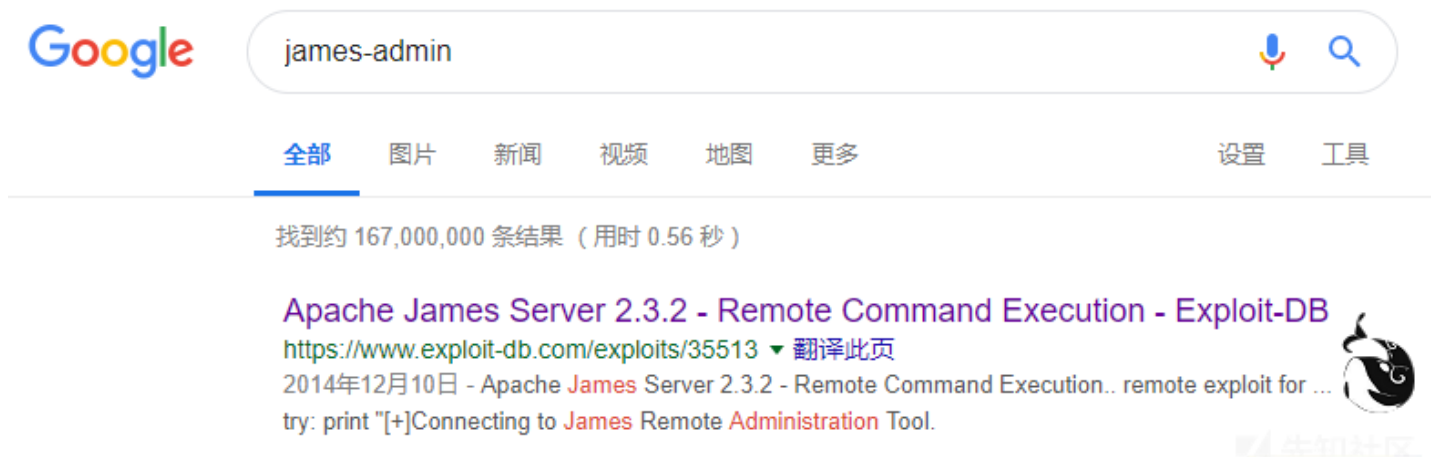 Google
james-admin
全部 图片 新闻 视频 地图 更多 设置 工具
找到约 167,000,000 条结果 （用时 0.56 秒）
Apache James Server 2.3.2 - Remote Command Execution - Exploit-DB
https://www.exploit-db.com/exploits/35513 翻译此页
2014年12月10日 - Apache James Server 2.3.2 - Remote Command Execution.. remote exploit for ...
try: print "[+]Connecting to James Remote Administration Tool.